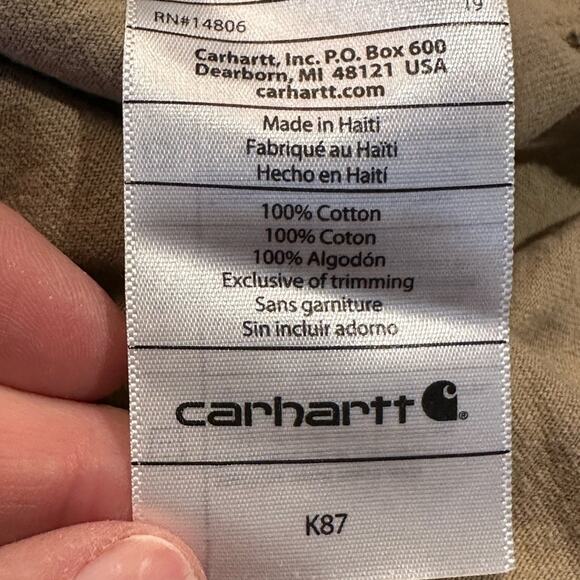 RN#14806
19
Carhartt, Inc. P.O. Box 600
Dearborn, MI 48121 USA
carhartt.com
Made in Haiti
Fabriqué au Haïti
Hecho en Haití
100% Cotton
100% Coton
100% Algodón
Exclusive of trimming
Sans garniture
Sin incluir adorno
carhartt®
K87